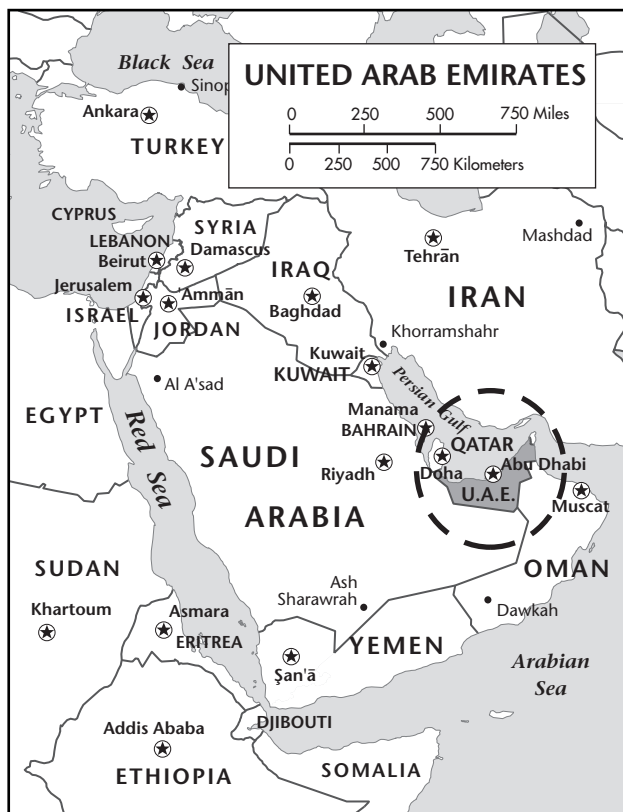 Black Sea
Sinop
UNITED ARAB EMIRATES
0 250 500 750 Miles
0 250 500 750 Kilometers
Ankara
TURKEY
CYPRUS
SYRIA
LEBANON
Beirut
Damascus
Tehrān
Mashdad
IRAQ
Jerusalem
Ammān
Baghdad
IRAN
ISRAEL
JORDAN
Khorramshahr
Kuwait
KUWAIT
Al A'sad
Persian Gulf
EGYPT
Red Sea
Manama
BAHRAIN
QATAR
SAUDI
Riyadh
Doha
Abu Dhabi
U.A.E.
Muscat
ARABIA
SUDAN
OMAN
Ash
Sharawrah
Dawkah
Khartoum
Asmara
ERITREA
YEMEN
Şan'ā
Arabian
Sea
DJIBOUTI
Addis Ababa
ETHIOPIA
SOMALIA